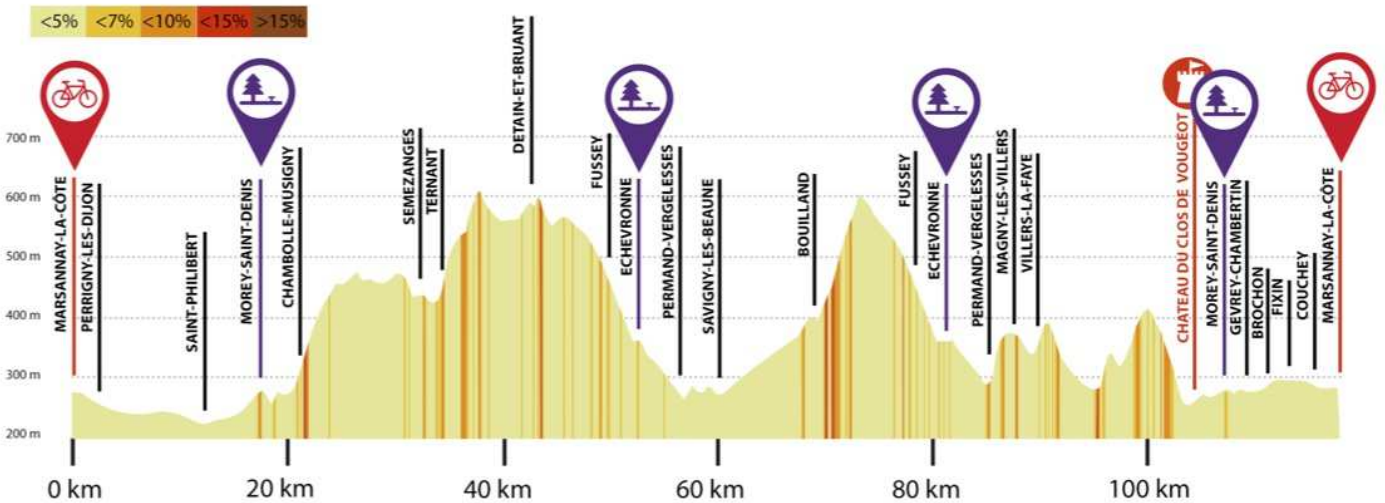 <5% <7% <10% <15% >15%
MARSANNAY-LA-CÔTE
PERRIGNY-LES-DIJON
SAINT-PHILIBERT
MOREY-SAINT-DENIS
CHAMBOLLE-MUSIGNY
SEMEZANGES
TERNANT
DETAIN-ET-BRUANT
FUSSEY
ECHEVRONNE
PERMAND-VERGELESSES
SAVIGNY-LES-BEAUNE
BOUILLAND
FUSSEY
ECHEVRONNE
PERMAND-VERGELESSES
MAGNY-LES-VILLERS
VILLERS-LA-FAYE
CHATEAU DU CLOS DE VOUGEOT
MOREY-SAINT-DENIS
GEVREY-CHAMBERTIN
BROCHON
FIXIN
COUCHEY
MARSANNAY-LA-CÔTE
700 m
600 m
500 m
400 m
300 m
200 m
0 km 20 km 40 km 60 km 80 km 100 km